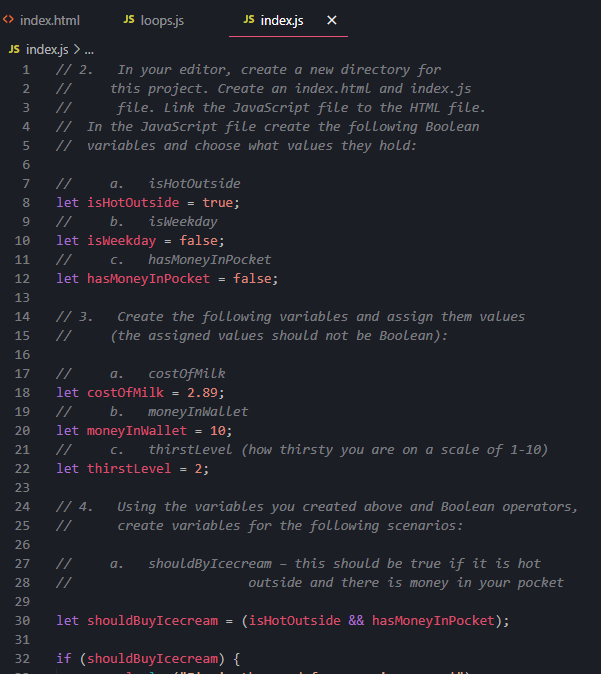 <> index.html JS loops.js JS index.js ×
JS index.js > ...
1 // 2. In your editor, create a new directory for
2 // this project. Create an index.html and index.js
3 // file. Link the JavaScript file to the HTML file.
4 // In the JavaScript file create the following Boolean
5 // variables and choose what values they hold:
6
7 // a. isHotOutside
8 let isHotOutside = true;
9 // b. isWeekday
10 let isWeekday = false;
11 // c. hasMoneyInPocket
12 let hasMoneyInPocket = false;
13
14 // 3. Create the following variables and assign them values
15 // (the assigned values should not be Boolean):
16
17 // a. costOfMilk
18 let costOfMilk = 2.89;
19 // b. moneyInWallet
20 let moneyInWallet = 10;
21 // c. thirstLevel (how thirsty you are on a scale of 1-10)
22 let thirstLevel = 2;
23
24 // 4. Using the variables you created above and Boolean operators,
25 // create variables for the following scenarios:
26
27 // a. shouldByIcecream – this should be true if it is hot
28 // outside and there is money in your pocket
29
30 let shouldBuyIcecream = (isHotOutside && hasMoneyInPocket);
31
32 if (shouldBuyIcecream) {